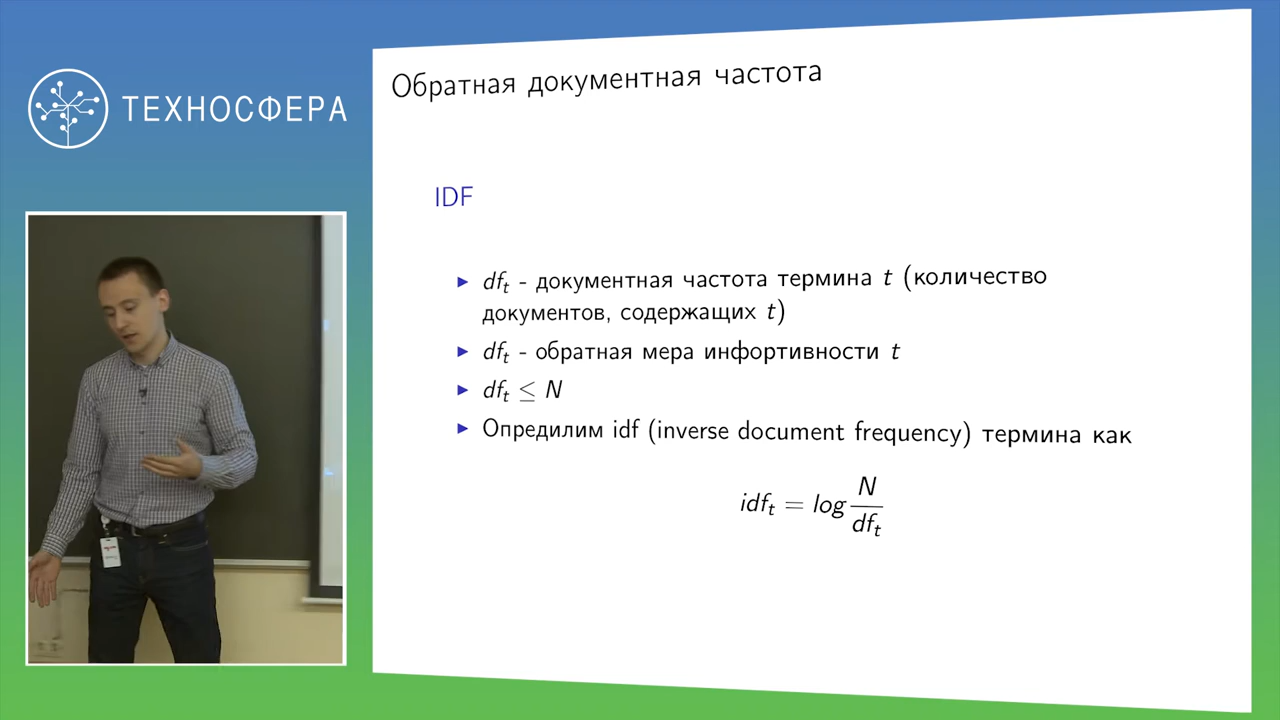 ТЕХНОСФЕРА
Обратная документная частота
IDF
► df_t - документная частота термина t (количество
документов, содержащих t)
► df_t - обратная мера инфортивности t
► df_t ≤ N
► Опредилим idf (inverse document frequency) термина как
idf_t = log N/df_t